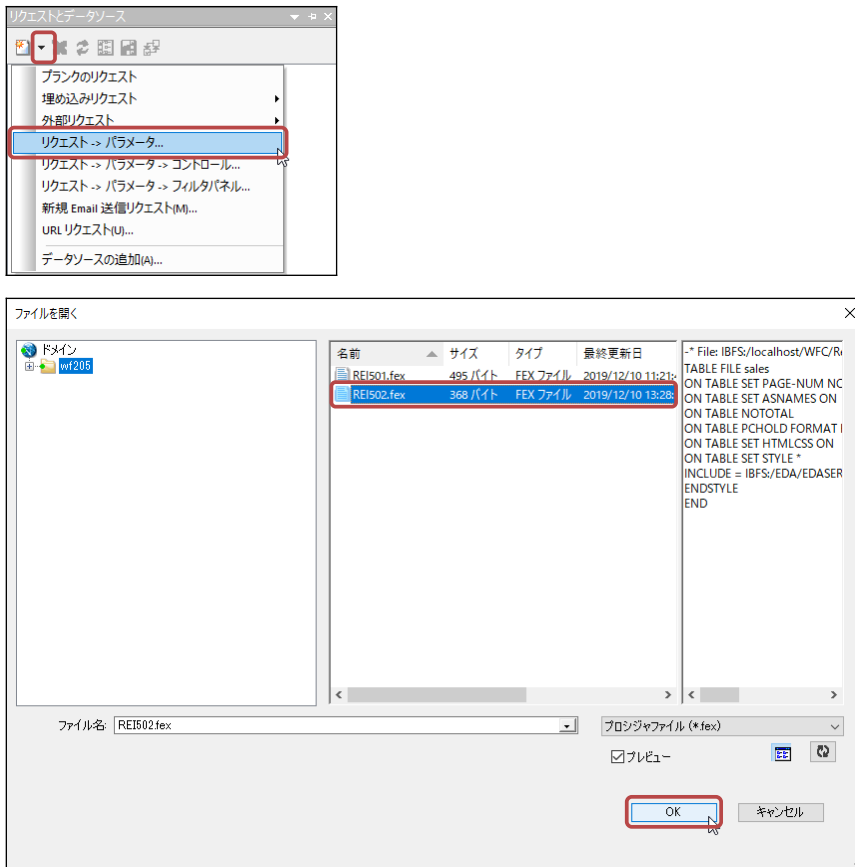 リクエストとデータソース
ブランクのリクエスト
埋め込みリクエスト
外部リクエスト
リクエスト -> パラメータ...
リクエスト -> パラメータ -> コントロール...
リクエスト -> パラメータ -> フィルタパネル...
新規 Email 送信リクエスト(M)...
URL リクエスト(U)...
データソースの追加(A)...
ファイルを開く
ドメイン
wf205
名前 サイズ タイプ 最終更新日
REI501.fex 495 バイト FEX ファイル 2019/12/10 11:21:
REI502.fex 368 バイト FEX ファイル 2019/12/10 13:28:
-* File: IBFS:/localhost/WFC/R
TABLE FILE sales
ON TABLE SET PAGE-NUM NO
ON TABLE SET ASNAMES ON
ON TABLE NOTOTAL
ON TABLE PCHOLD FORMAT
ON TABLE SET HTMLCSS ON
ON TABLE SET STYLE *
INCLUDE = IBFS:/EDA/EDASER
ENDSTYLE
END
ファイル名: REI502.fex プロシジャファイル (*.fex)
プレビュー
OK キャンセル